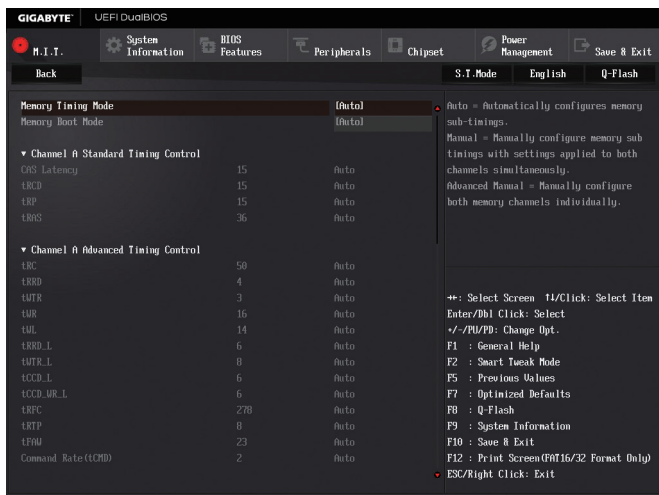 GIGABYTE™ UEFI DualBIOS
M.I.T. System Information BIOS Features Peripherals Chipset Power Management Save & Exit
Back S.T.Mode English Q-Flash
Memory Timing Mode [Auto]
Memory Boot Mode [Auto]
▼ Channel A Standard Timing Control
CAS Latency 15 Auto
tRCD 15 Auto
tRP 15 Auto
tRAS 36 Auto
▼ Channel A Advanced Timing Control
tRC 50 Auto
tRRD 4 Auto
tWTR 3 Auto
tWR 16 Auto
tWL 14 Auto
tRRD_L 6 Auto
tWTR_L 8 Auto
tCCD_L 6 Auto
tCCD_WR_L 6 Auto
tRFC 278 Auto
tRTP 8 Auto
tFAW 23 Auto
Command Rate(tCMD) 2 Auto
Auto = Automatically configures memory
sub-timings.
Manual = Manually configure memory sub
timings with settings applied to both
channels simultaneously.
Advanced Manual = Manually configure
both memory channels individually.
→←: Select Screen ↑↓/Click: Select Item
Enter/Dbl Click: Select
+/-/PU/PD: Change Opt.
F1 : General Help
F2 : Smart Tweak Mode
F5 : Previous Values
F7 : Optimized Defaults
F8 : Q-Flash
F9 : System Information
F10 : Save & Exit
F12 : Print Screen(FAT16/32 Format Only)
ESC/Right Click: Exit